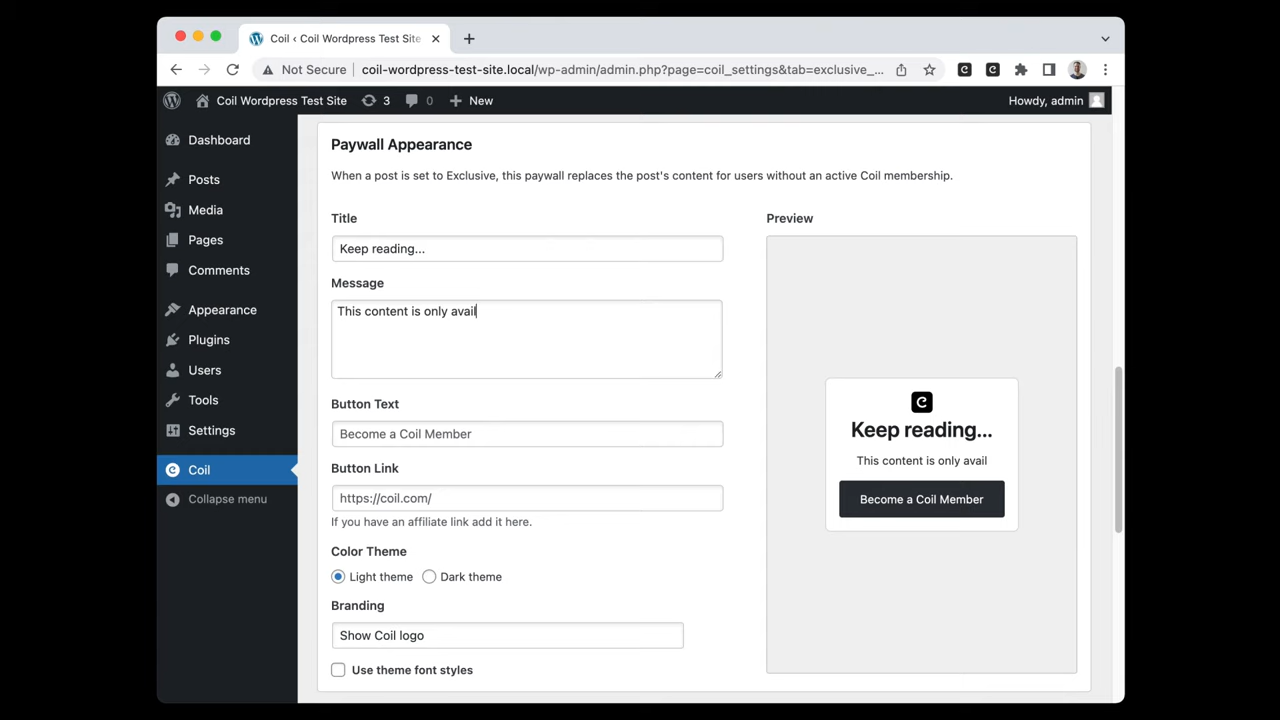 Coil ‹ Coil Wordpress Test Site
Not Secure coil-wordpress-test-site.local/wp-admin/admin.php?page=coil_settings&tab=exclusive_...
Coil Wordpress Test Site 3 0 New Howdy, admin
Dashboard
Posts
Media
Pages
Comments
Appearance
Plugins
Users
Tools
Settings
Coil
Collapse menu
Paywall Appearance
When a post is set to Exclusive, this paywall replaces the post's content for users without an active Coil membership.
Title
Keep reading...
Message
This content is only avail
Button Text
Become a Coil Member
Button Link
https://coil.com/
If you have an affiliate link add it here.
Color Theme
Light theme Dark theme
Branding
Show Coil logo
Use theme font styles
Preview
Keep reading...
This content is only avail
Become a Coil Member